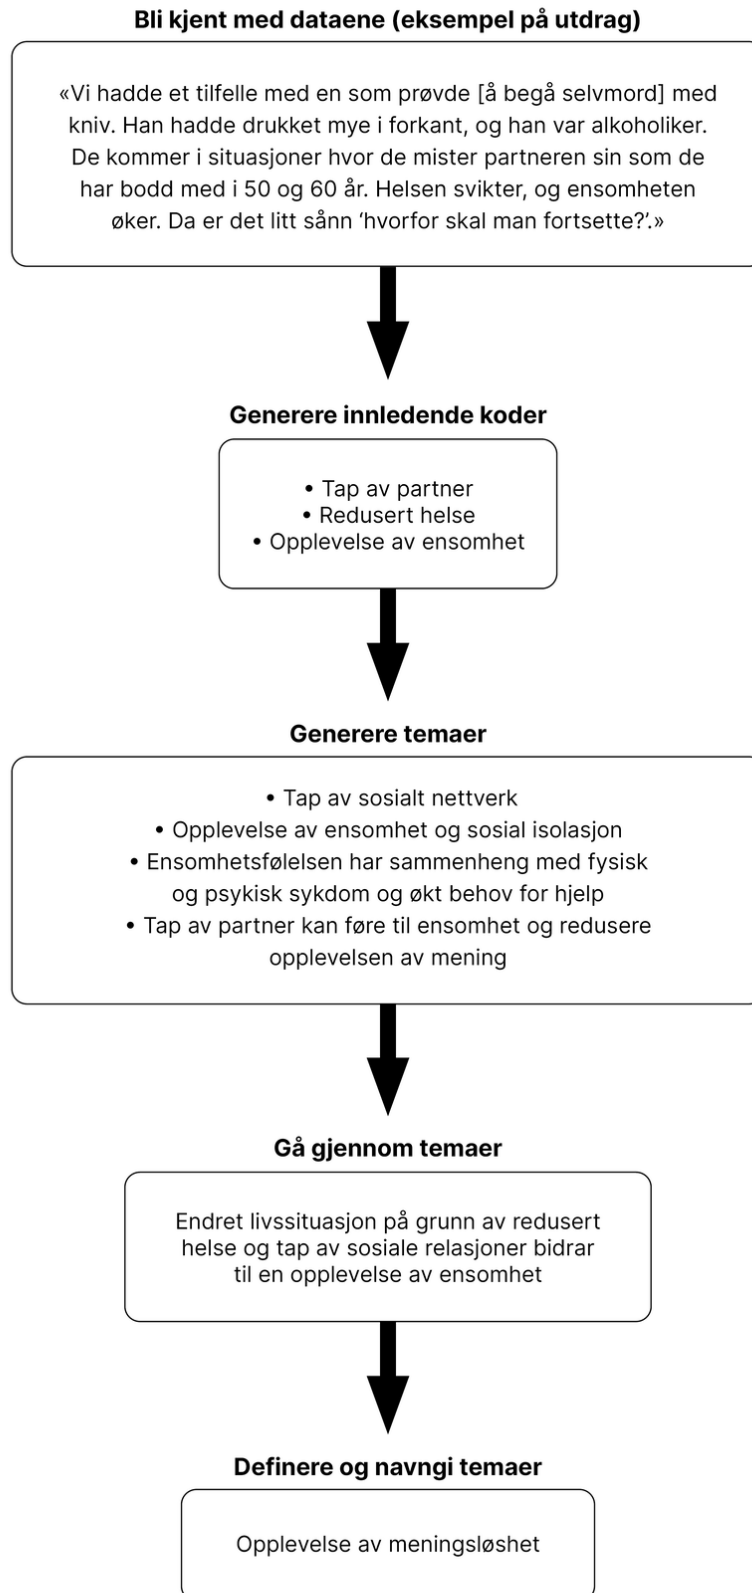 Bli kjent med dataene (eksempel på utdrag)
«Vi hadde et tilfelle med en som prøvde [å begå selvmord] med
kniv. Han hadde drukket mye i forkant, og han var alkoholiker.
De kommer i situasjoner hvor de mister partneren sin som de
har bodd med i 50 og 60 år. Helsen svikter, og ensomheten
øker. Da er det litt sånn ‘hvorfor skal man fortsette?’.»
Generere innledende koder
• Tap av partner
• Redusert helse
• Opplevelse av ensomhet
Generere temaer
• Tap av sosialt nettverk
• Opplevelse av ensomhet og sosial isolasjon
• Ensomhetsfølelsen har sammenheng med fysisk
og psykisk sykdom og økt behov for hjelp
• Tap av partner kan føre til ensomhet og redusere
opplevelsen av mening
Gå gjennom temaer
Endret livssituasjon på grunn av redusert
helse og tap av sosiale relasjoner bidrar
til en opplevelse av ensomhet
Definere og navngi temaer
Opplevelse av meningsløshet